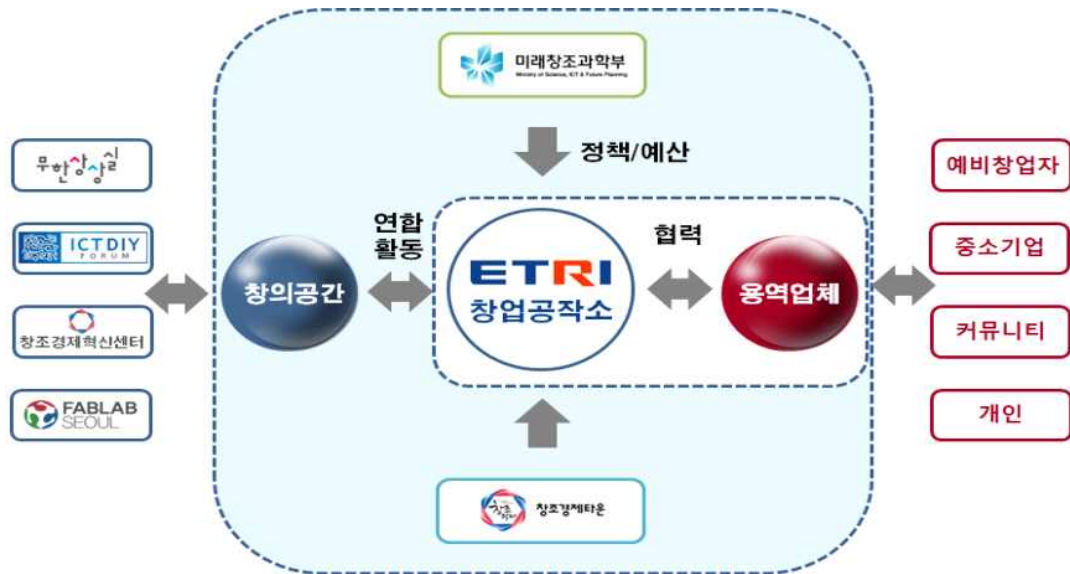 미래창조과학부
Ministry of Science, ICT & Future Planning
정책/예산
무한상상실
ICT DIY
FORUM
창조경제혁신센터
FABLAB
SEOUL
창의공간
연합
활동
ETRI
창업공작소
협력
용역업체
예비창업자
중소기업
커뮤니티
개인
창조경제타운